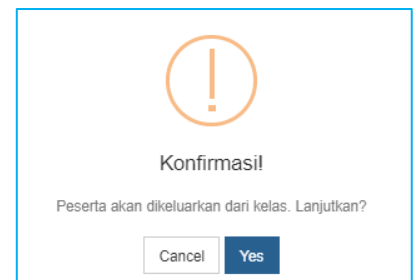 Konfirmasi!
Peserta akan dikeluarkan dari kelas. Lanjutkan?
Cancel Yes